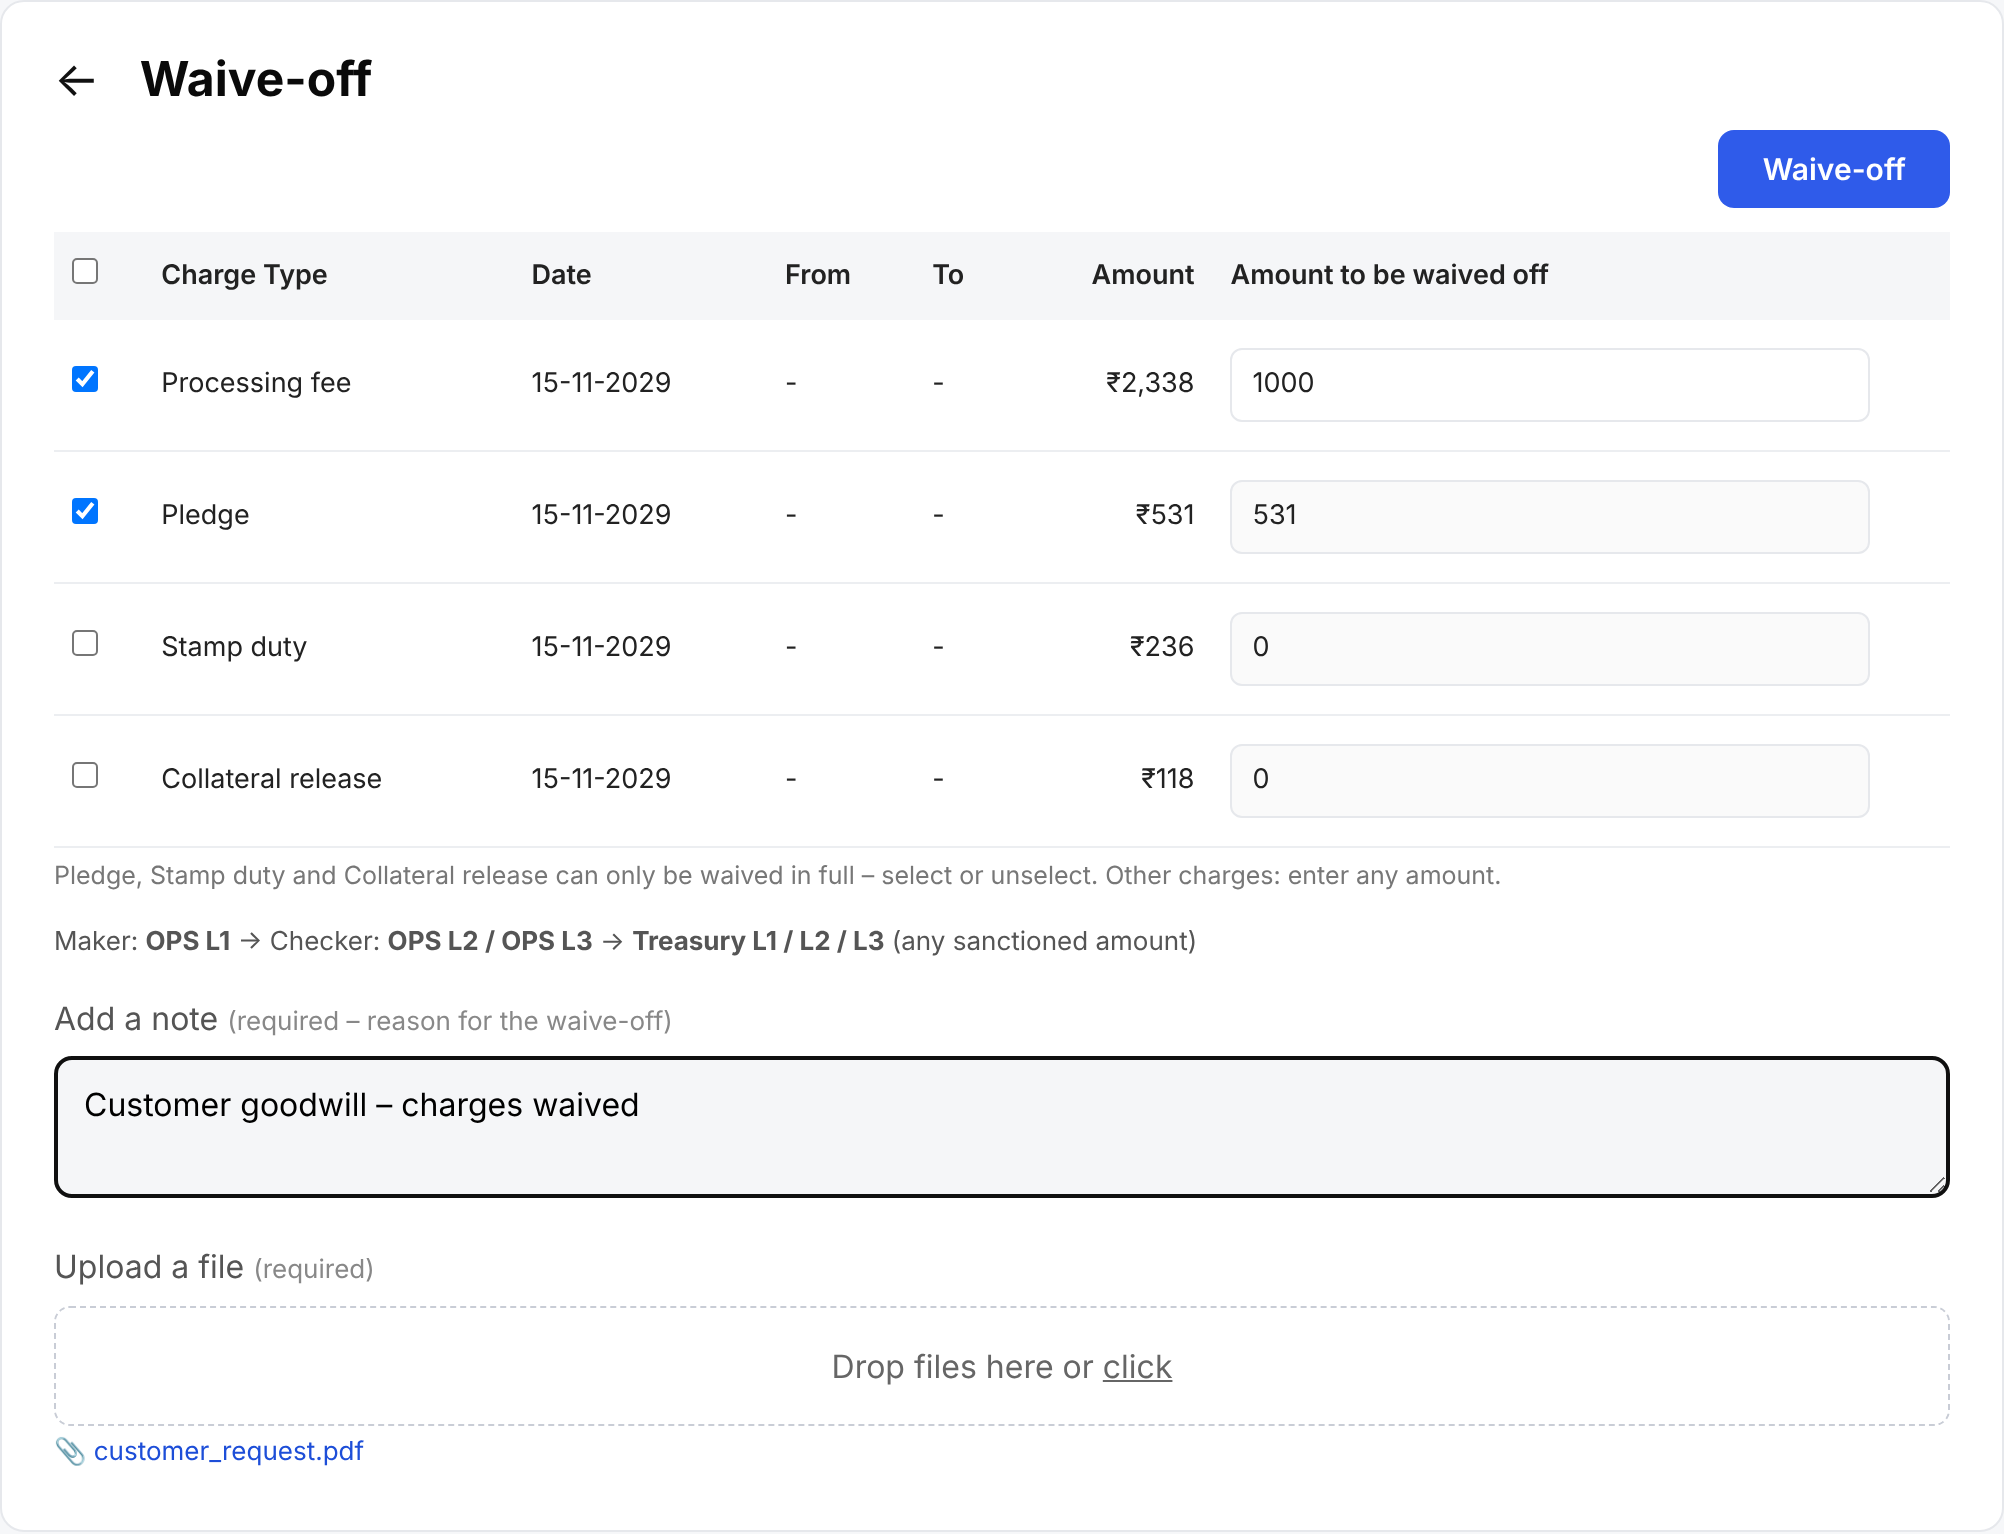 ← Waive-off
Waive-off
Charge Type Date From To Amount Amount to be waived off
Processing fee 15-11-2029 - - ₹2,338 1000
Pledge 15-11-2029 - - ₹531 531
Stamp duty 15-11-2029 - - ₹236 0
Collateral release 15-11-2029 - - ₹118 0
Pledge, Stamp duty and Collateral release can only be waived in full – select or unselect. Other charges: enter any amount.
Maker: OPS L1 → Checker: OPS L2 / OPS L3 → Treasury L1 / L2 / L3 (any sanctioned amount)
Add a note (required – reason for the waive-off)
Customer goodwill – charges waived
Upload a file (required)
Drop files here or click
customer_request.pdf